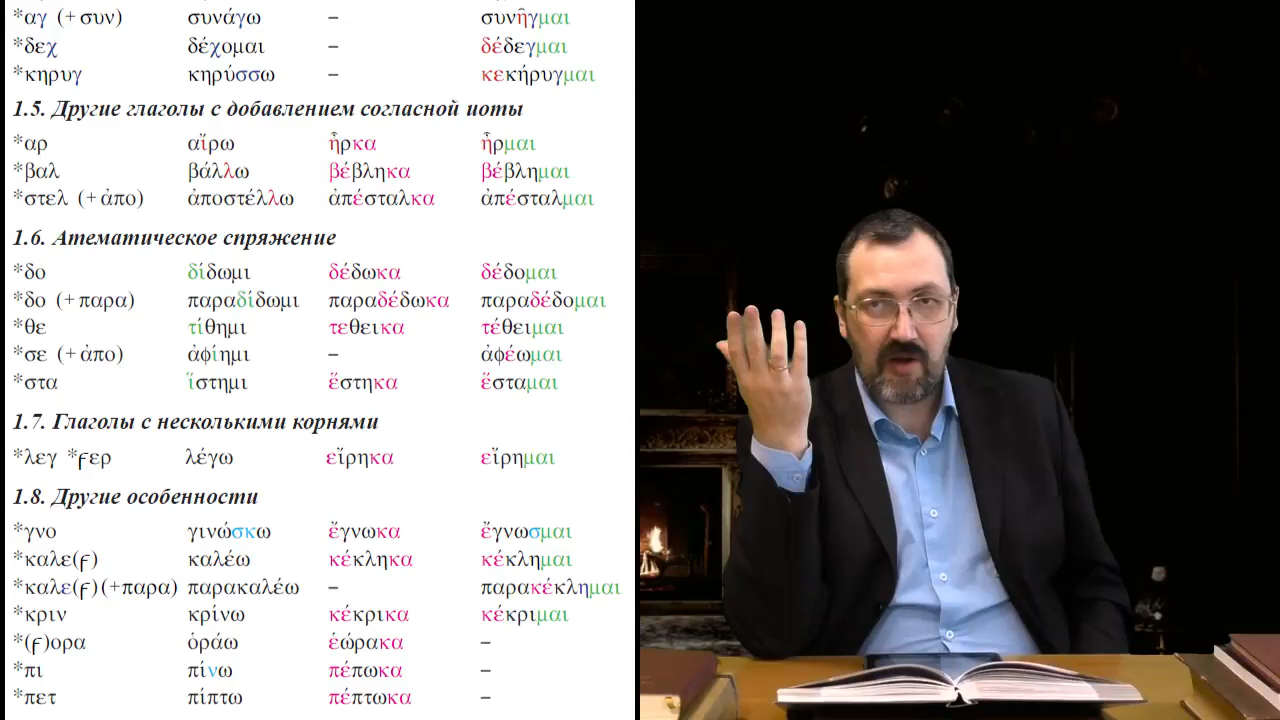 *αγ (+συν) συνάγω – συνῆγμαι
*δεχ δέχομαι – δέδεγμαι
*κηρυγ κηρύσσω – κεκήρυγμαι
1.5. Другие глаголы с добавлением согласной иоты
*αρ αἴρω ἦρκα ἦρμαι
*βαλ βάλλω βέβληκα βέβλημαι
*στελ (+ἀπο) ἀποστέλλω ἀπέσταλκα ἀπέσταλμαι
1.6. Атематическое спряжение
*δο δίδωμι δέδωκα δέδομαι
*δο (+παρα) παραδίδωμι παραδέδωκα παραδέδομαι
*θε τίθημι τεθεικα τέθειμαι
*σε (+ἀπο) ἀφίημι – ἀφέωμαι
*στα ἵστημι ἕστηκα ἕσταμαι
1.7. Глаголы с несколькими корнями
*λεγ *ϝερ λέγω εἴρηκα εἴρημαι
1.8. Другие особенности
*γνο γινώσκω ἔγνωκα ἔγνωσμαι
*καλε(ϝ) καλέω κέκληκα κέκλημαι
*καλε(ϝ)(+παρα) παρακαλέω – παρακέκλημαι
*κριν κρίνω κέκρικα κέκριμαι
*(ϝ)ορα ὁράω ἑώρακα –
*πι πίνω πέπωκα –
*πετ πίπτω πέπτωκα –